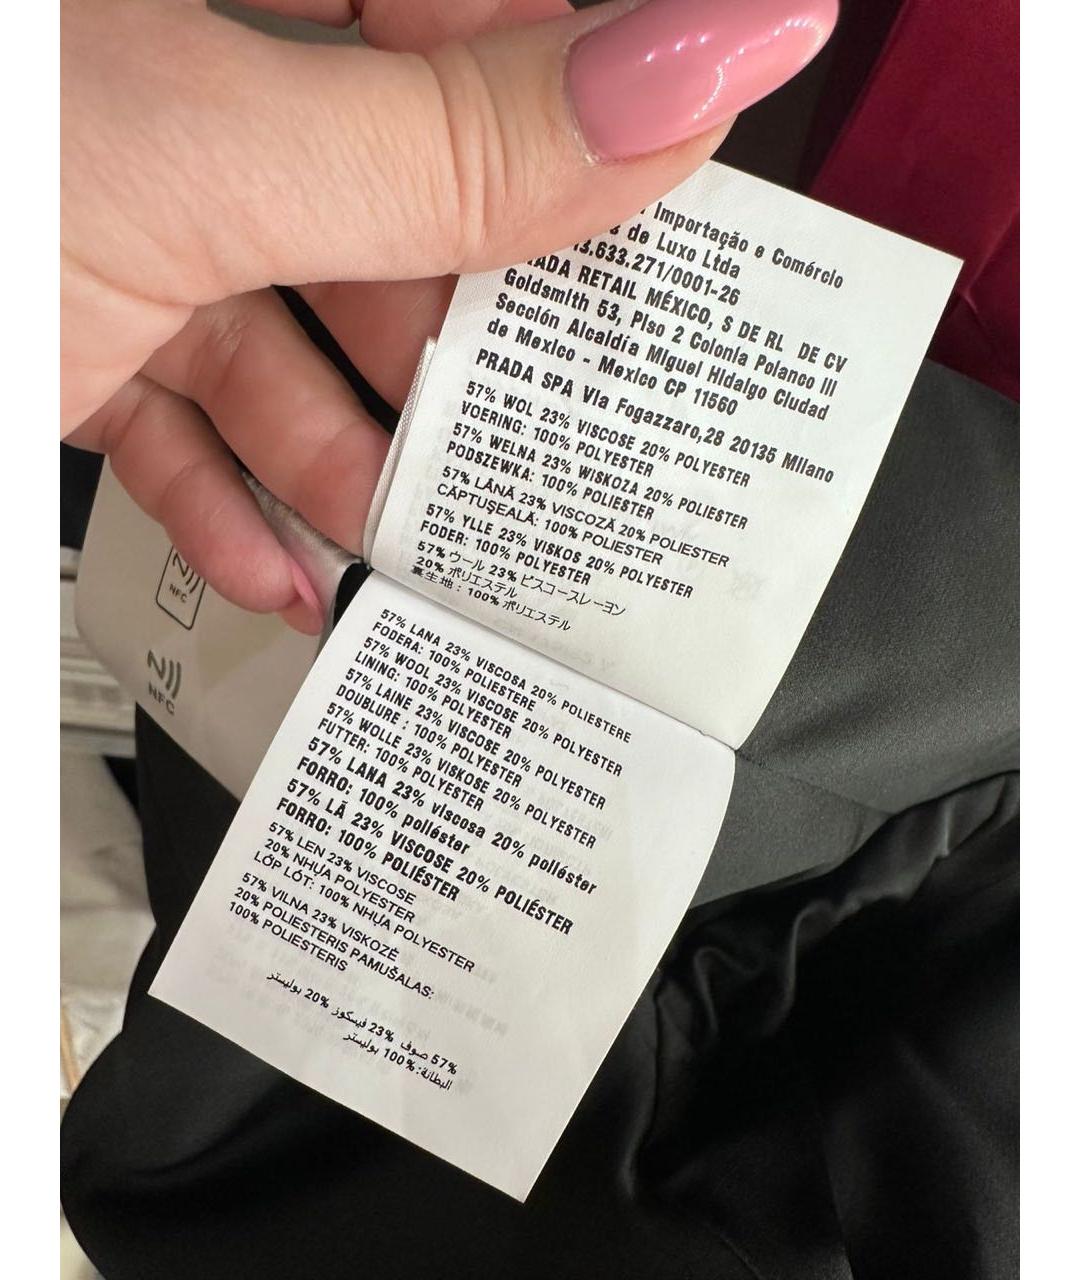 Importação e Comércio
de Luxo Ltda
13.633.271/0001-26
RETAIL MÉXICO, S DE RL DE CV
Goldsmith 53, Piso 2 Colonia Polanco III
Sección Alcaldía Miguel Hidalgo Ciudad
de Mexico - Mexico CP 11560
PRADA SPA Via Fogazzaro,28 20135 Milano
57% WOL 23% VISCOSE 20% POLYESTER
VOERING: 100% POLYESTER
57% WELNA 23% WISKOZA 20% POLIESTER
PODSZEWKA: 100% POLIESTER
57% LÂNĂ 23% VISCOZĂ 20% POLIESTER
CĂPTUŞEALĂ: 100% POLIESTER
57% YLLE 23% VISKOS 20% POLYESTER
FODER: 100% POLYESTER
57% ウール 23% ビスコースレーヨン
20% ポリエステル
裏生地 : 100% ポリエステル
NFC
NFC
57% LANA 23% VISCOSA 20% POLIESTERE
FODERA: 100% POLIESTERE
57% WOOL 23% VISCOSE 20% POLYESTER
LINING: 100% POLYESTER
57% LAINE 23% VISCOSE 20% POLYESTER
DOUBLURE : 100% POLYESTER
57% WOLLE 23% VISKOSE 20% POLYESTER
FUTTER: 100% POLYESTER
57% LANA 23% viscosa 20% poliéster
FORRO: 100% poliéster
57% LÃ 23% VISCOSE 20% POLIÉSTER
FORRO: 100% POLIÉSTER
57% LEN 23% VISCOSE
20% NHỰA POLYESTER
LỚP LÓT: 100% NHỰA POLYESTER
57% VILNA 23% VISKOZĖ
20% POLIESTERIS PAMUŠALAS:
100% POLIESTERIS
57% صوف 23% فيسكوز 20% بوليستر
البطانة: 100% بوليستر